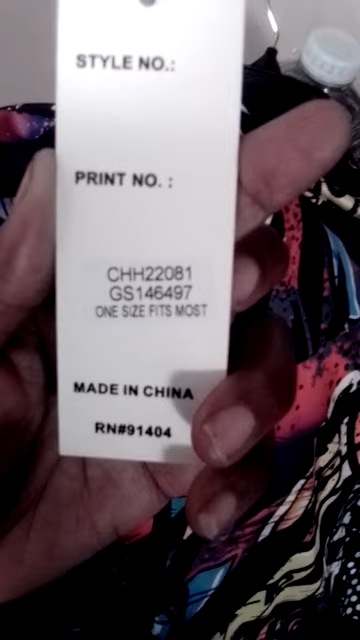 STYLE NO.:
PRINT NO. :
CHH22081
GS146497
ONE SIZE FITS MOST
MADE IN CHINA
RN#91404